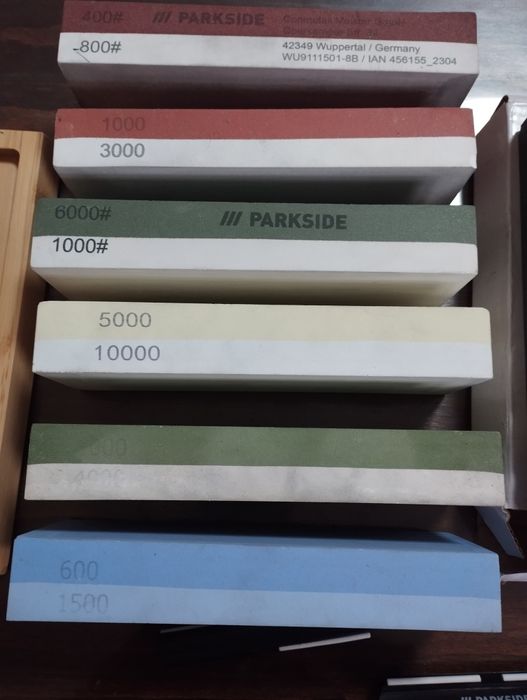 400# /// PARKSIDE
-800#
42349 Wuppertal / Germany
WU9111501-8B / IAN 456155_2304
1000
3000
6000# /// PARKSIDE
1000#
5000
10000
600
1500
PARKSIDE